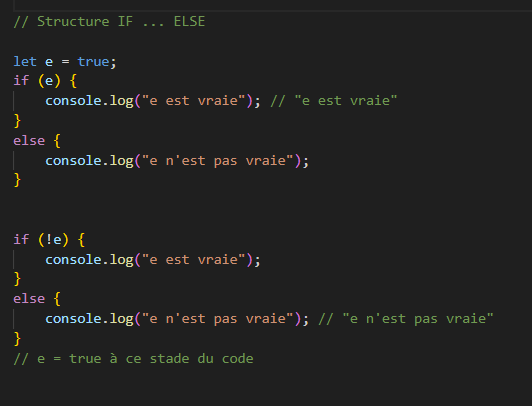 // Structure IF ... ELSE
let e = true;
if (e) {
console.log("e est vraie"); // "e est vraie"
}
else {
console.log("e n'est pas vraie");
}
if (!e) {
console.log("e est vraie");
}
else {
console.log("e n'est pas vraie"); // "e n'est pas vraie"
}
// e = true à ce stade du code